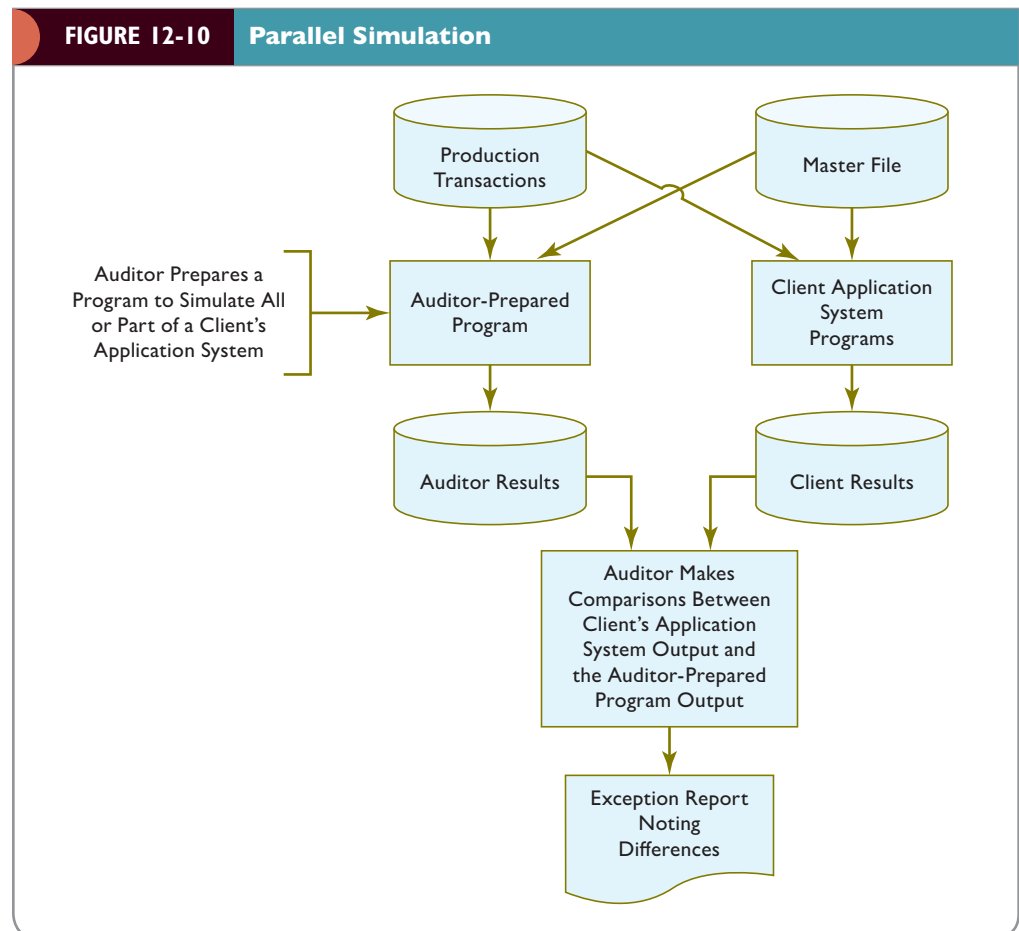 FIGURE 12-10 Parallel Simulation
Production
Transactions
Master File
Auditor Prepares a
Program to Simulate All
or Part of a Client's
Application System
Auditor-Prepared
Program
Client Application
System
Programs
Auditor Results
Client Results
Auditor Makes
Comparisons Between
Client's Application
System Output and
the Auditor-Prepared
Program Output
Exception Report
Noting
Differences